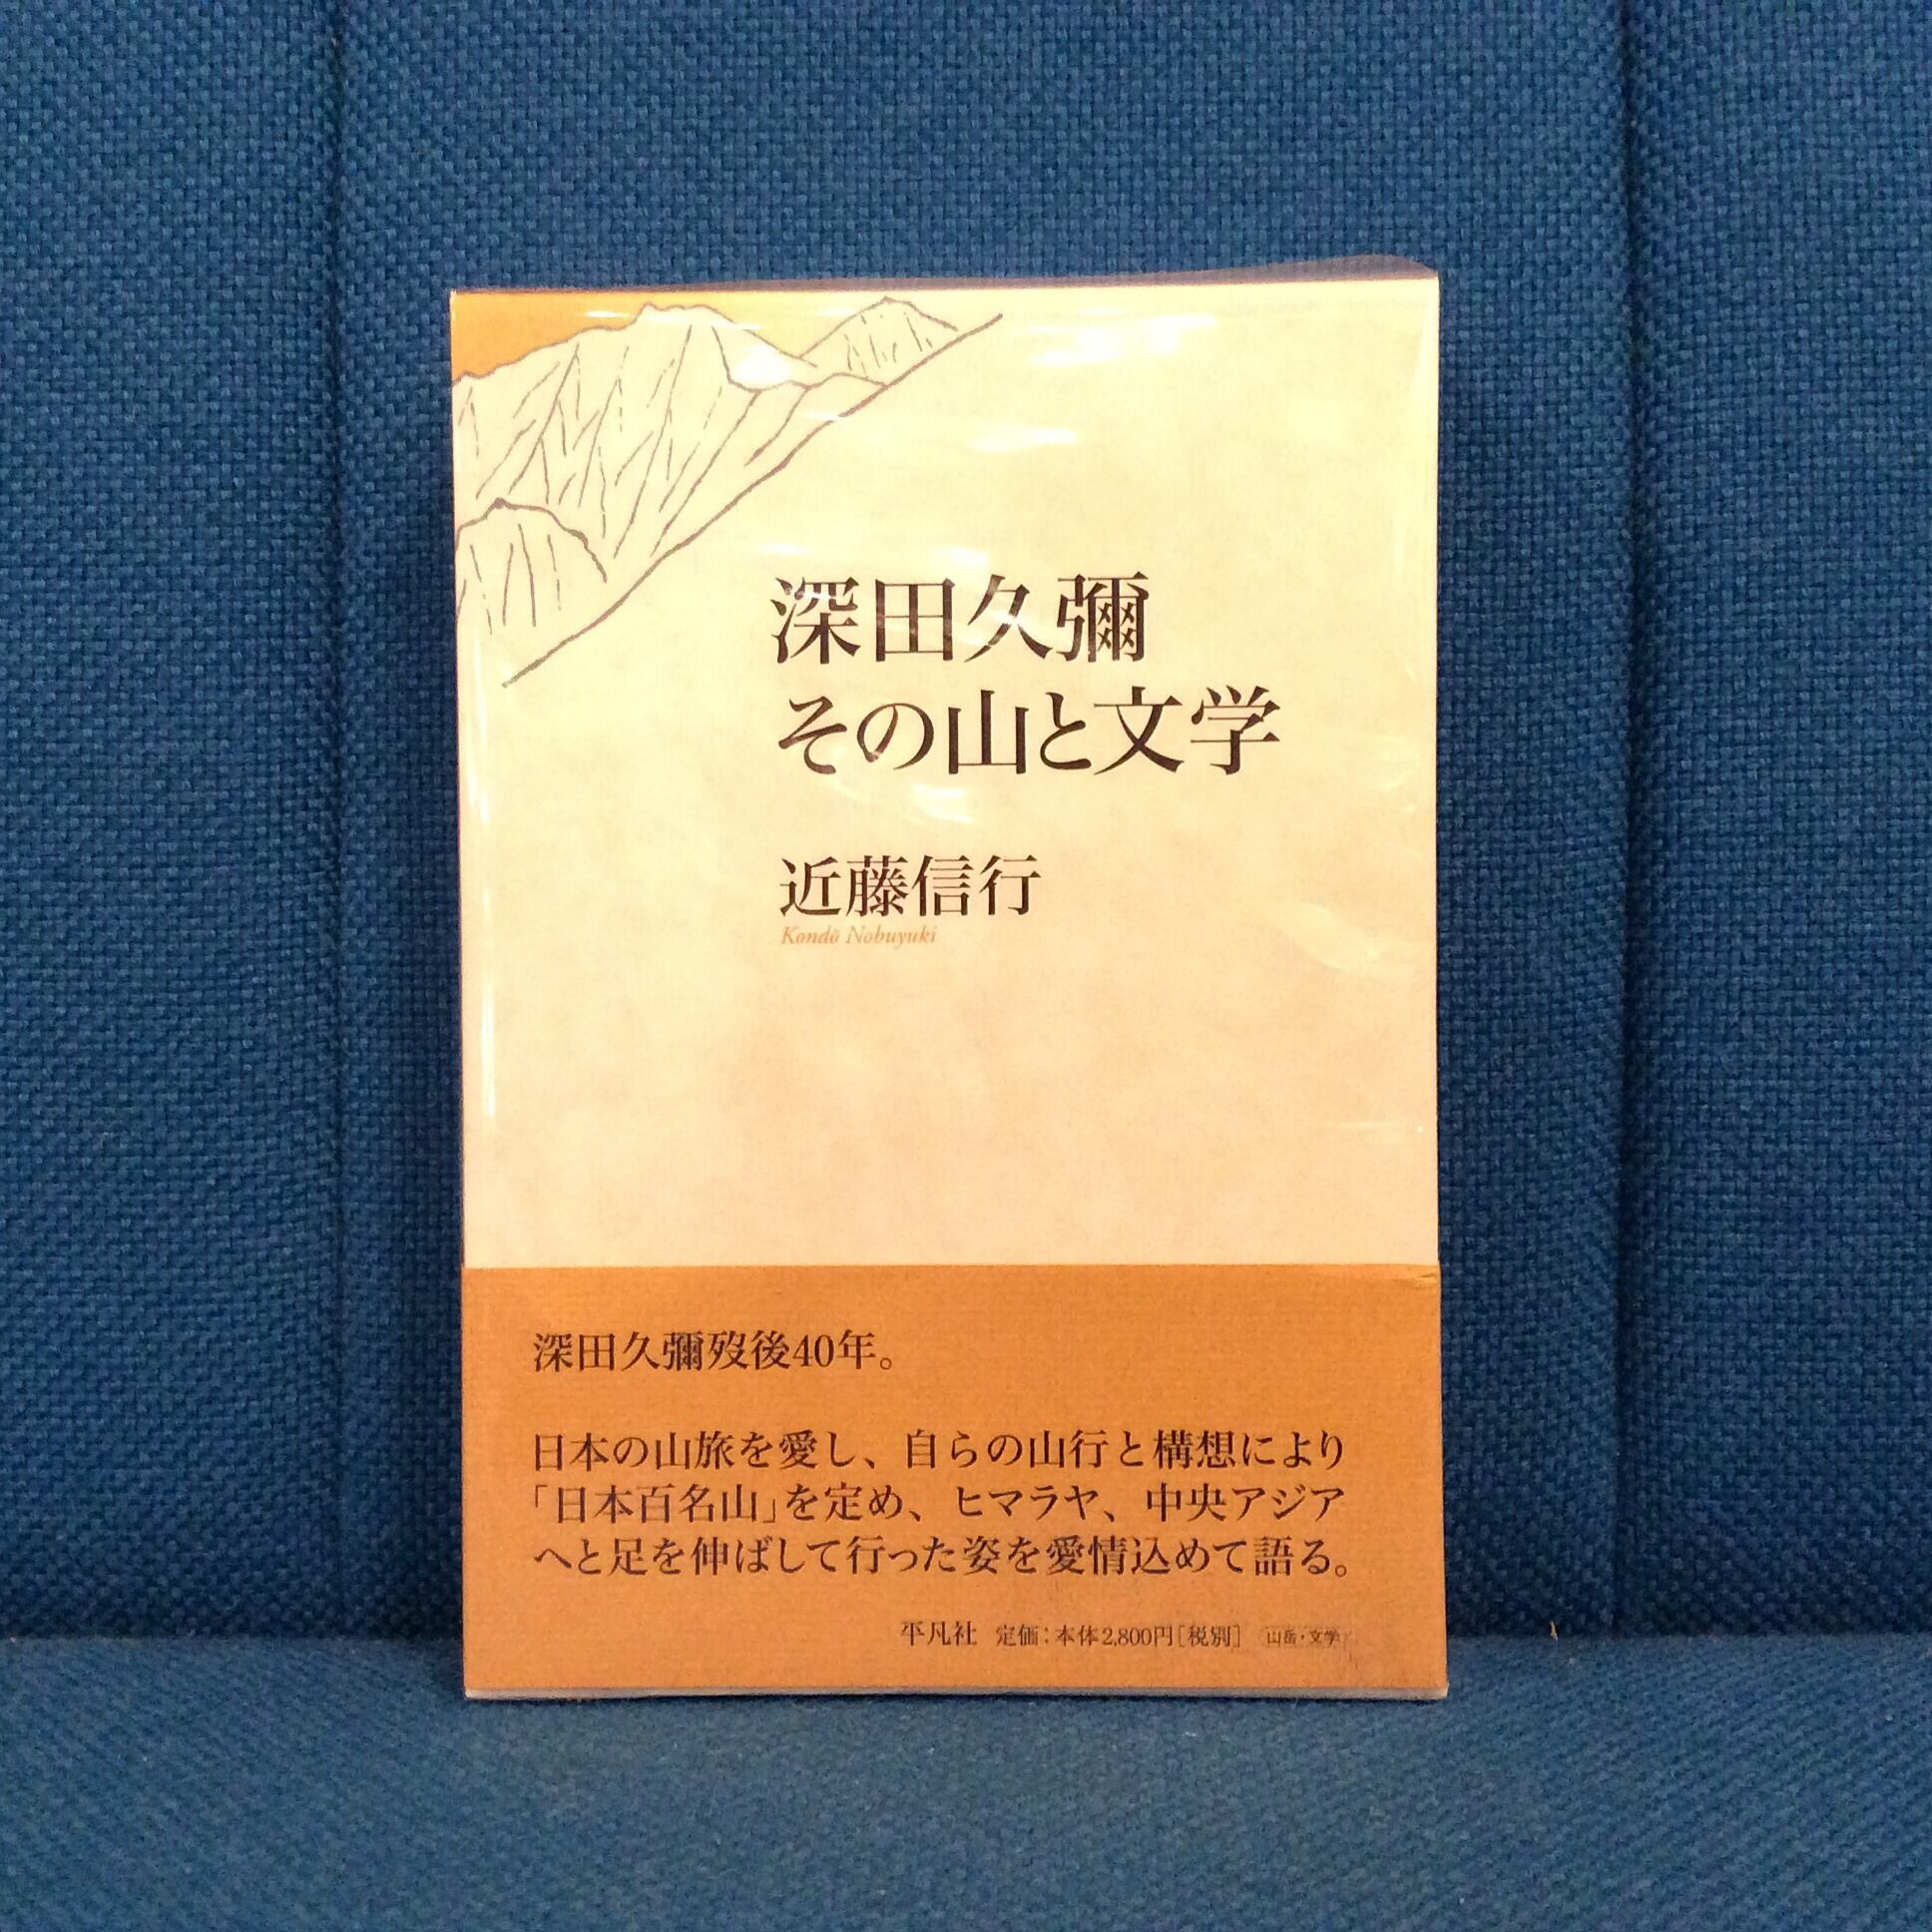 深田久彌
その山と文学
近藤信行
Kondō Nobuyuki
深田久彌歿後40年。
日本の山旅を愛し、自らの山行と構想により
「日本百名山」を定め、ヒマラヤ、中央アジア
へと足を伸ばして行った姿を愛情込めて語る。
平凡社 定価:本体2,800円[税別] 山岳・文学